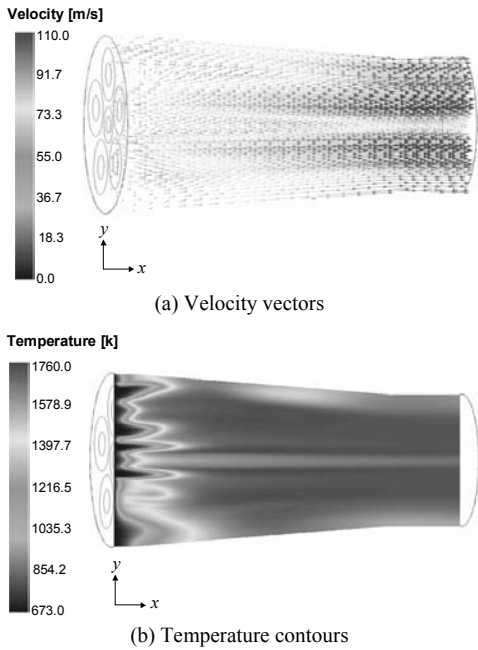 Velocity [m/s]
110.0
91.7
73.3
55.0
36.7
18.3
0.0
y
x
(a) Velocity vectors
Temperature [k]
1760.0
1578.9
1397.7
1216.5
1035.3
854.2
673.0
y
x
(b) Temperature contours